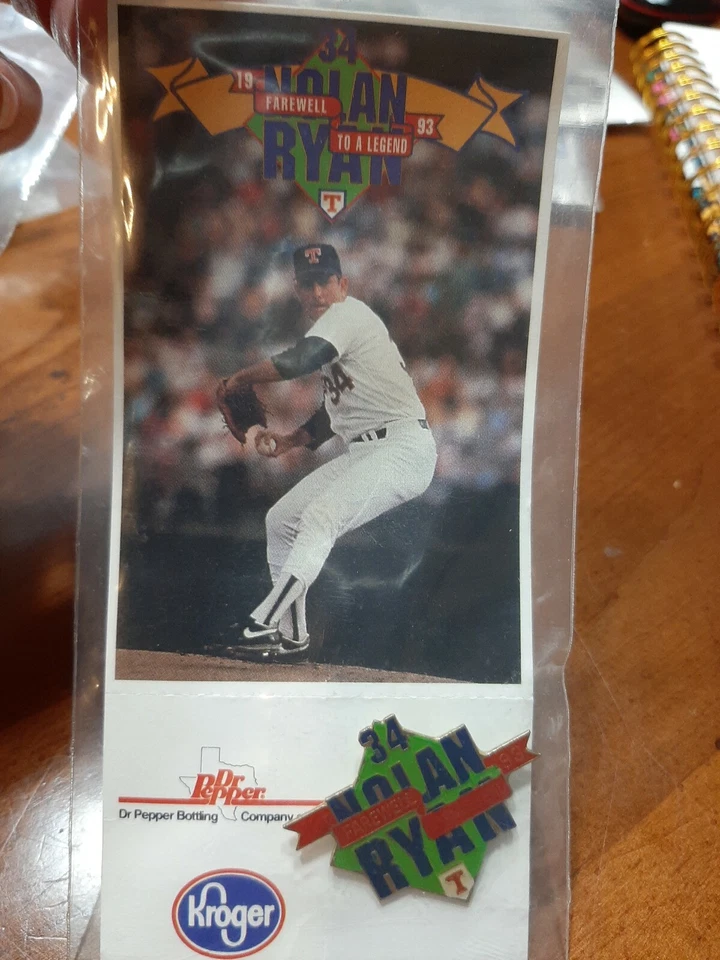 34
19 NOLAN
FAREWELL
TO A LEGEND 93
RYAN
T
T
34
Dr
Pepper
Dr Pepper Bottling Company
Kroger
34
NOLAN
FAREWELL
RYAN
T